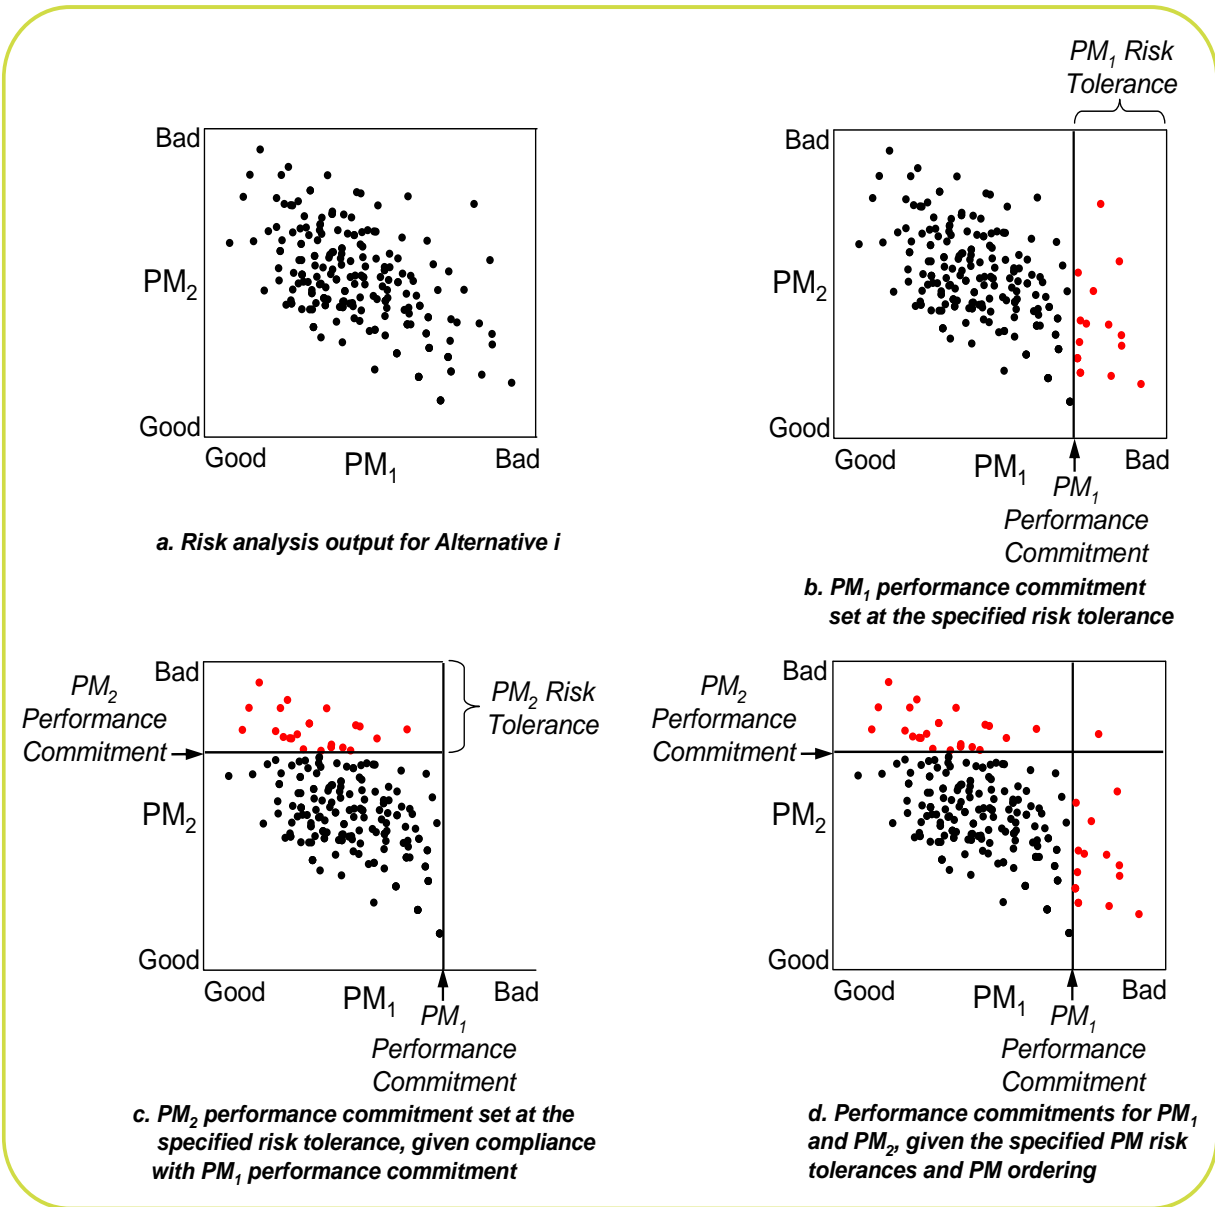 Bad
PM2
Good
Good
PM1
Bad
a. Risk analysis output for Alternative i
PM1 Risk
Tolerance
Bad
PM2
Good
Good
PM1
Bad
PM1
Performance
Commitment
b. PM1 performance commitment
set at the specified risk tolerance
Bad
PM2
Performance
Commitment
PM2 Risk
Tolerance
PM2
Good
Good
PM1
Bad
PM1
Performance
Commitment
c. PM2 performance commitment set at the
specified risk tolerance, given compliance
with PM1 performance commitment
Bad
PM2
Performance
Commitment
PM2
Good
Good
PM1
Bad
PM1
Performance
Commitment
d. Performance commitments for PM1
and PM2, given the specified PM risk
tolerances and PM ordering